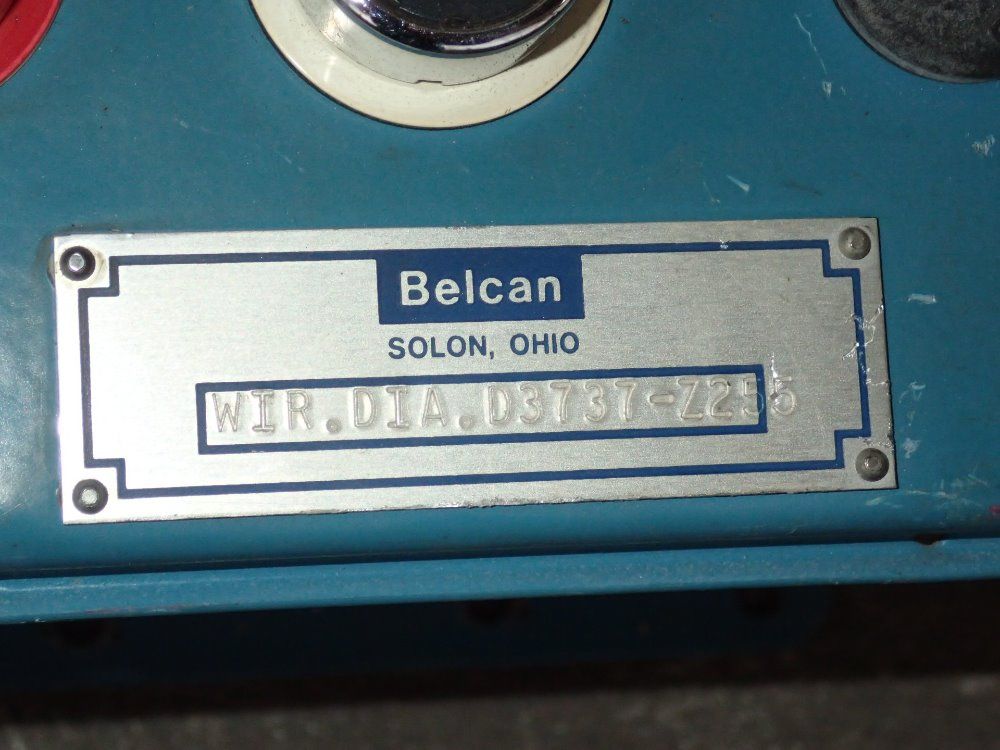 Belcan
SOLON, OHIO
WIR.DIA.D3737-Z255